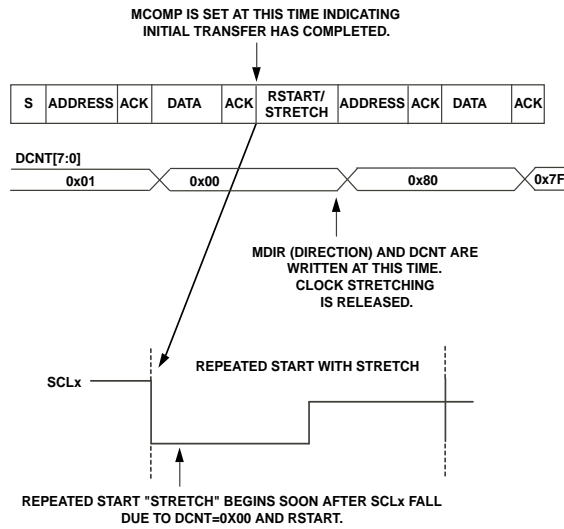 MCOMP IS SET AT THIS TIME INDICATING
INITIAL TRANSFER HAS COMPLETED.
S ADDRESS ACK DATA ACK RSTART/ STRETCH ADDRESS ACK DATA ACK
DCNT[7:0]
0x01 0x00 0x80 0x7F
MDIR (DIRECTION) AND DCNT ARE
WRITTEN AT THIS TIME.
CLOCK STRETCHING
IS RELEASED.
REPEATED START WITH STRETCH
SCLx
REPEATED START "STRETCH" BEGINS SOON AFTER SCLx FALL
DUE TO DCNT=0X00 AND RSTART.